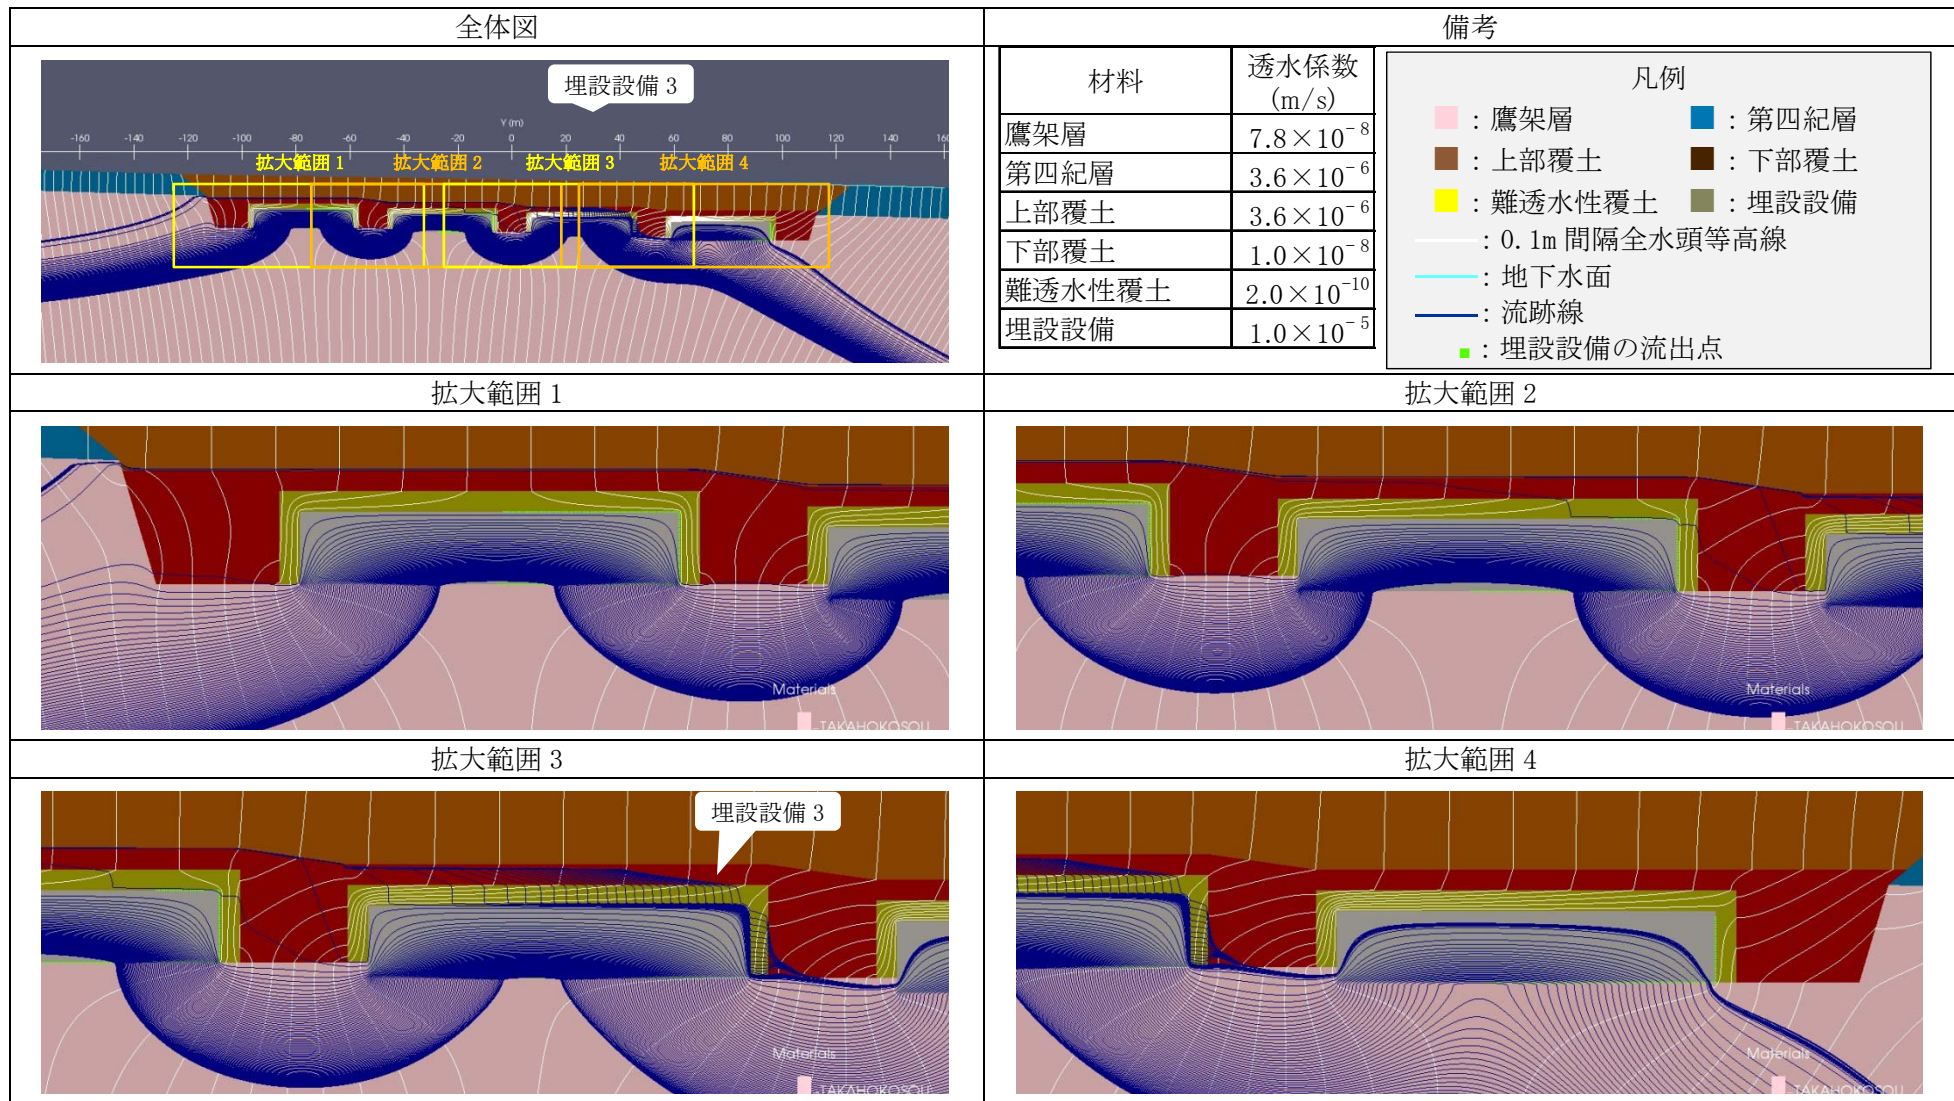 全体図
備考
埋設設備 3
Y (m)
-160 -140 -120 -100 -80 -60 -40 -20 0 20 40 60 80 100 120 140 160
拡大範囲 1
拡大範囲 2
拡大範囲 3
拡大範囲 4
材料 透水係数
(m/s)
鷹架層 7.8×10⁻⁸
第四紀層 3.6×10⁻⁶
上部覆土 3.6×10⁻⁶
下部覆土 1.0×10⁻⁸
難透水性覆土 2.0×10⁻¹⁰
埋設設備 1.0×10⁻⁵
凡例
：鷹架層 ：第四紀層
：上部覆土 ：下部覆土
：難透水性覆土 ：埋設設備
：0.1m 間隔全水頭等高線
：地下水面
：流跡線
：埋設設備の流出点
拡大範囲 1
拡大範囲 2
Materials
TAKAHOKOSOU
Materials
TAKAHOKOSOU
拡大範囲 3
拡大範囲 4
埋設設備 3
Materials
TAKAHOKOSOU
Materials
TAKAHOKOSOU